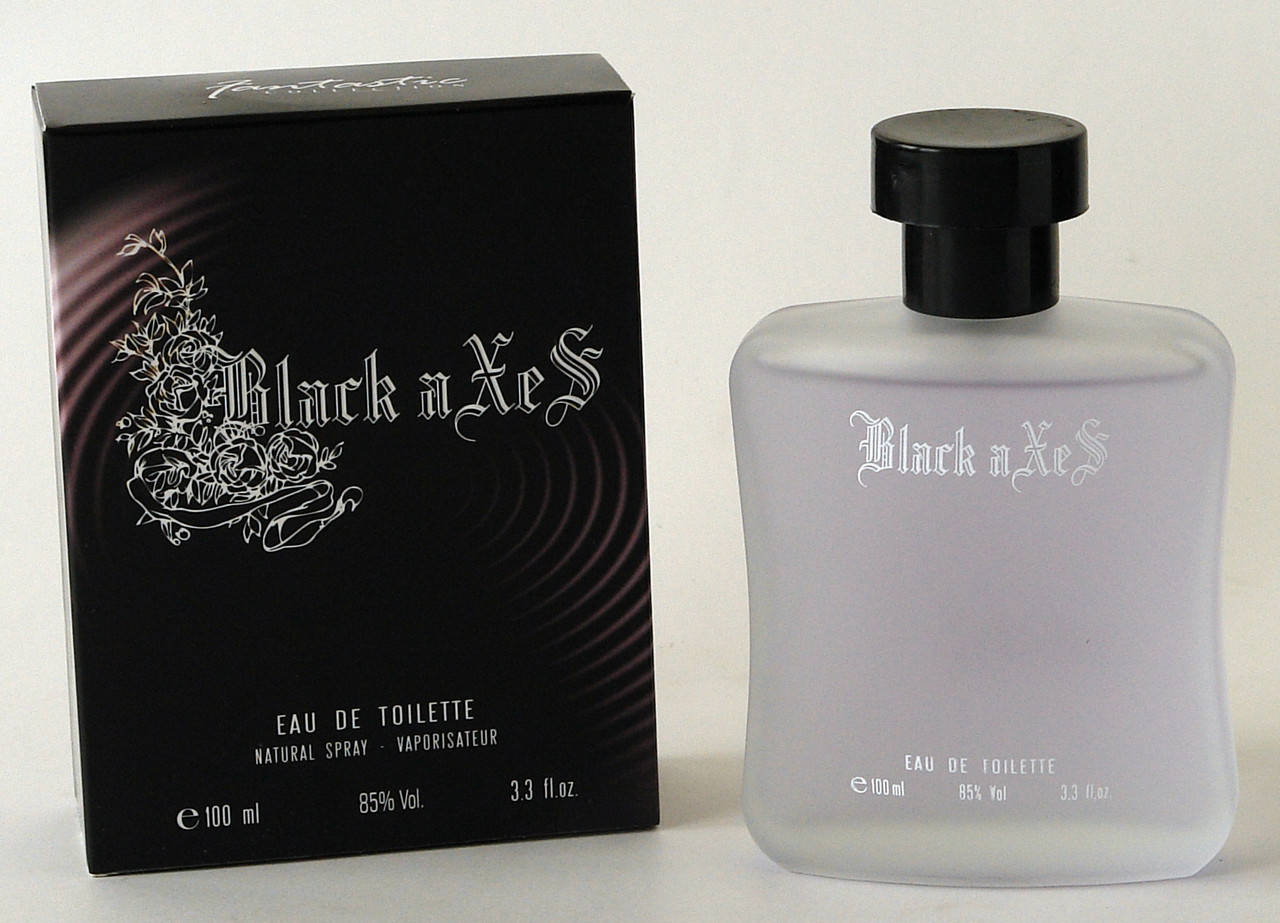 Fantastic
COLLECTION
Black aXeS
EAU DE TOILETTE
NATURAL SPRAY - VAPORISATEUR
e 100 ml 85% Vol. 3.3 fl.oz.
Black aXeS
EAU DE TOILETTE
e 100 ml 85% Vol 3.3 fl.oz.